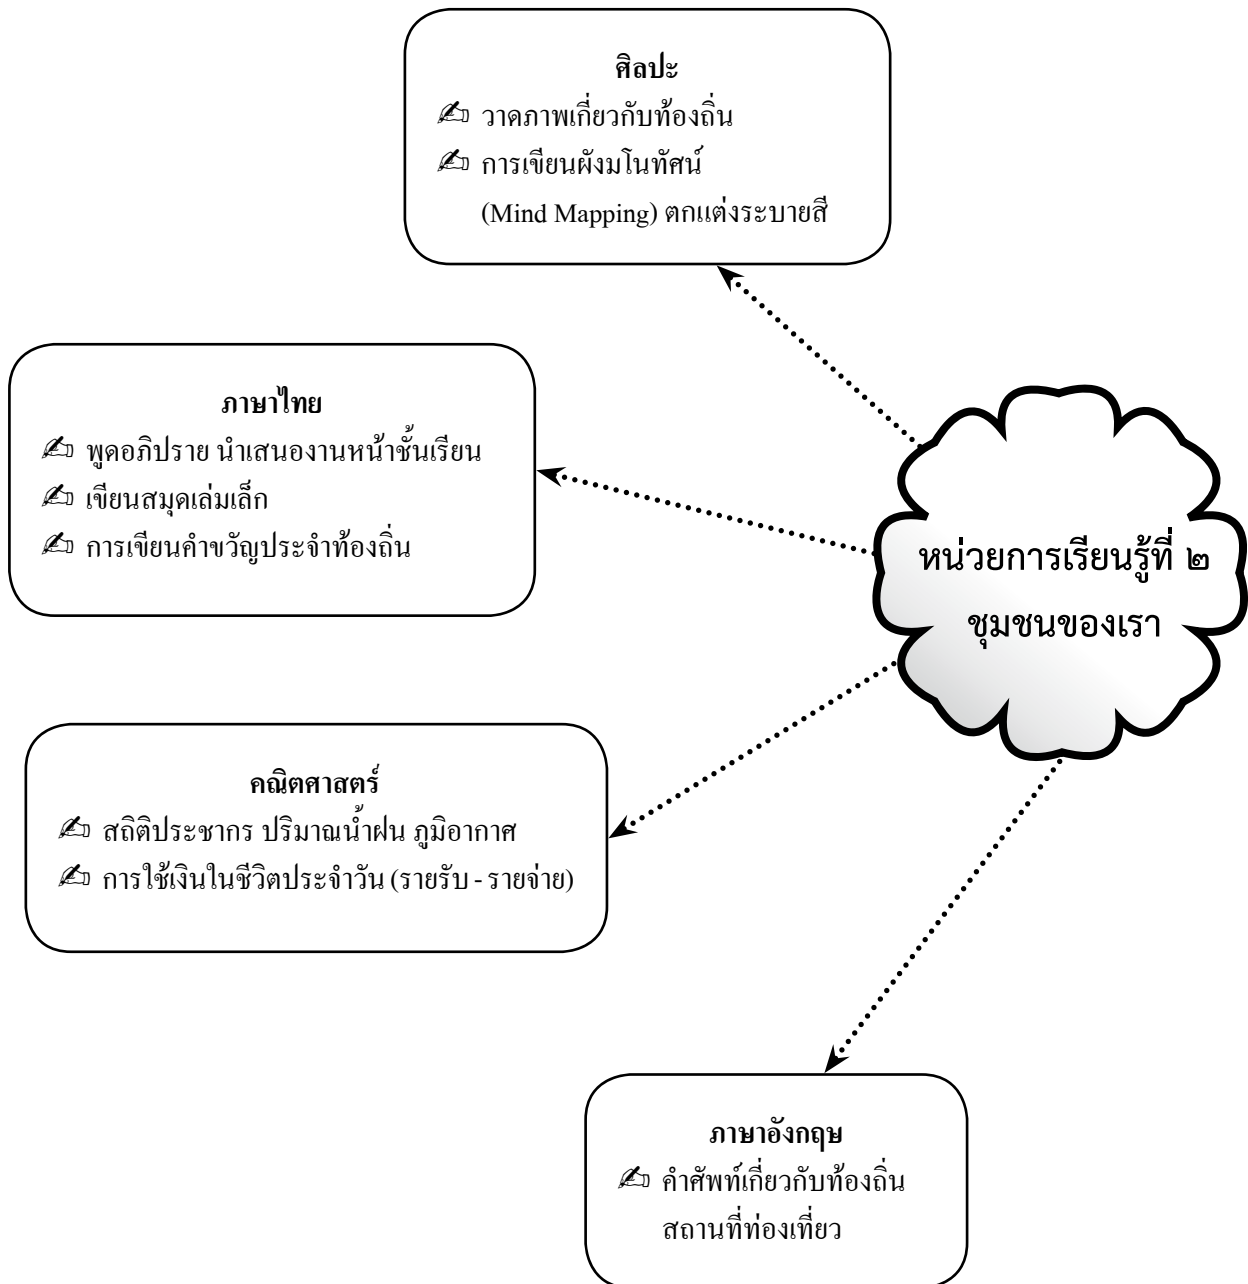 ศิลปะ
วาดภาพเกี่ยวกับท้องถิ่น
การเขียนผังมโนทัศน์
(Mind Mapping) ตกแต่งระบายสี
ภาษาไทย
พูดอภิปราย นำเสนองานหน้าชั้นเรียน
เขียนสมุดเล่มเล็ก
การเขียนคำขวัญประจำท้องถิ่น
หน่วยการเรียนรู้ที่ ๒
ชุมชนของเรา
คณิตศาสตร์
สถิติประชากร ปริมาณน้ำฝน ภูมิอากาศ
การใช้เงินในชีวิตประจำวัน (รายรับ - รายจ่าย)
ภาษาอังกฤษ
คำศัพท์เกี่ยวกับท้องถิ่น
สถานที่ท่องเที่ยว